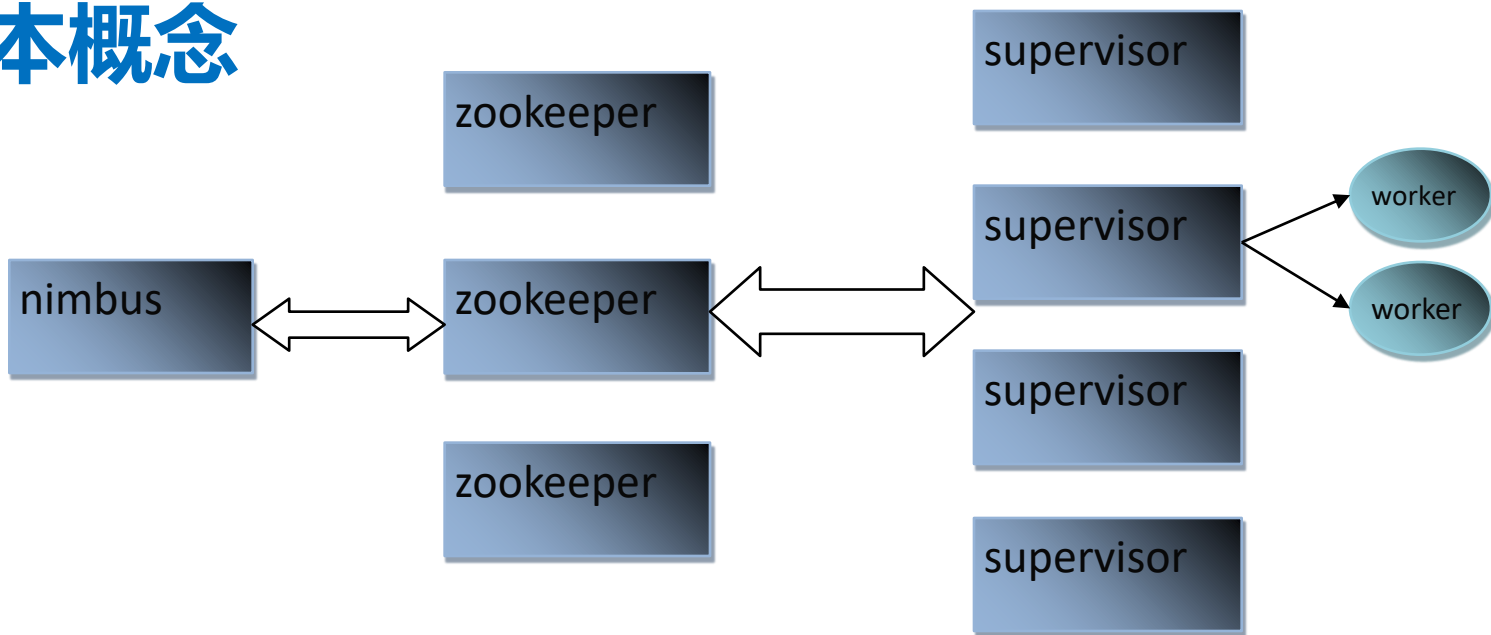 本概念
zookeeper
supervisor
supervisor
worker
nimbus
zookeeper
worker
supervisor
zookeeper
supervisor